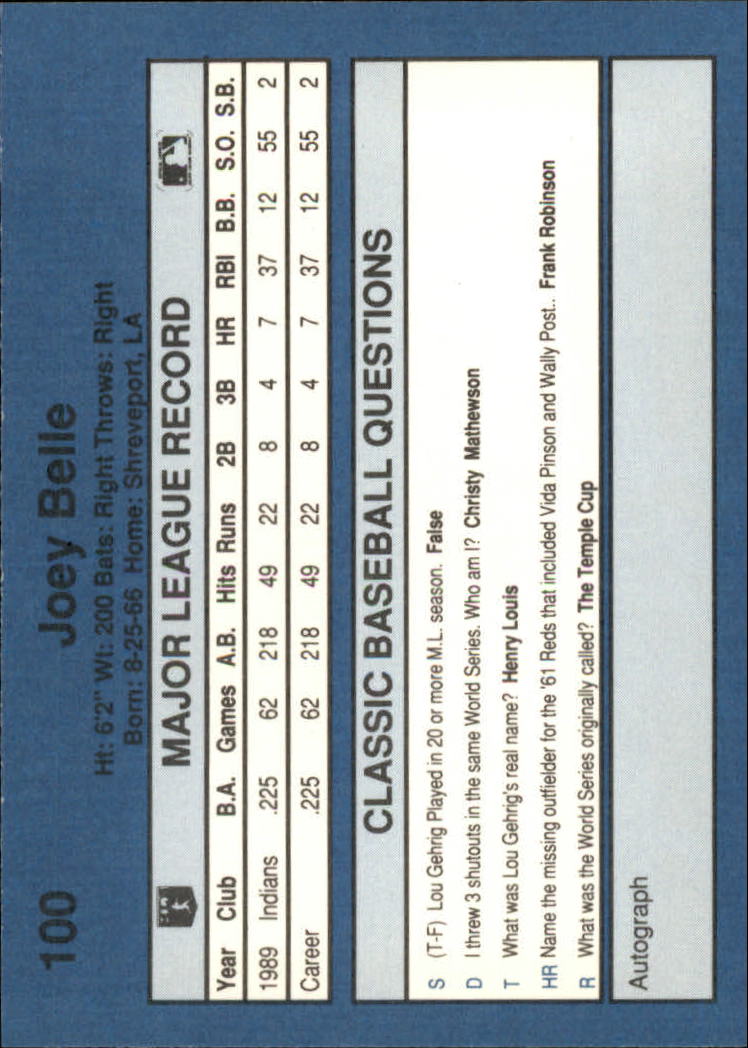 100 Joey Belle
Ht: 6'2" Wt: 200 Bats: Right Throws: Right
Born: 8-25-66 Home: Shreveport, LA
MAJOR LEAGUE RECORD
Year Club B.A. Games A.B. Hits Runs 2B 3B HR RBI B.B. S.O. S.B.
1989 Indians .225 62 218 49 22 8 4 7 37 12 55 2
Career .225 62 218 49 22 8 4 7 37 12 55 2
CLASSIC BASEBALL QUESTIONS
S (T-F) Lou Gehrig Played in 20 or more M.L. season. False
D I threw 3 shutouts in the same World Series. Who am I? Christy Mathewson
T What was Lou Gehrig's real name? Henry Louis
HR Name the missing outfielder for the '61 Reds that included Vida Pinson and Wally Post.. Frank Robinson
R What was the World Series originally called? The Temple Cup
Autograph